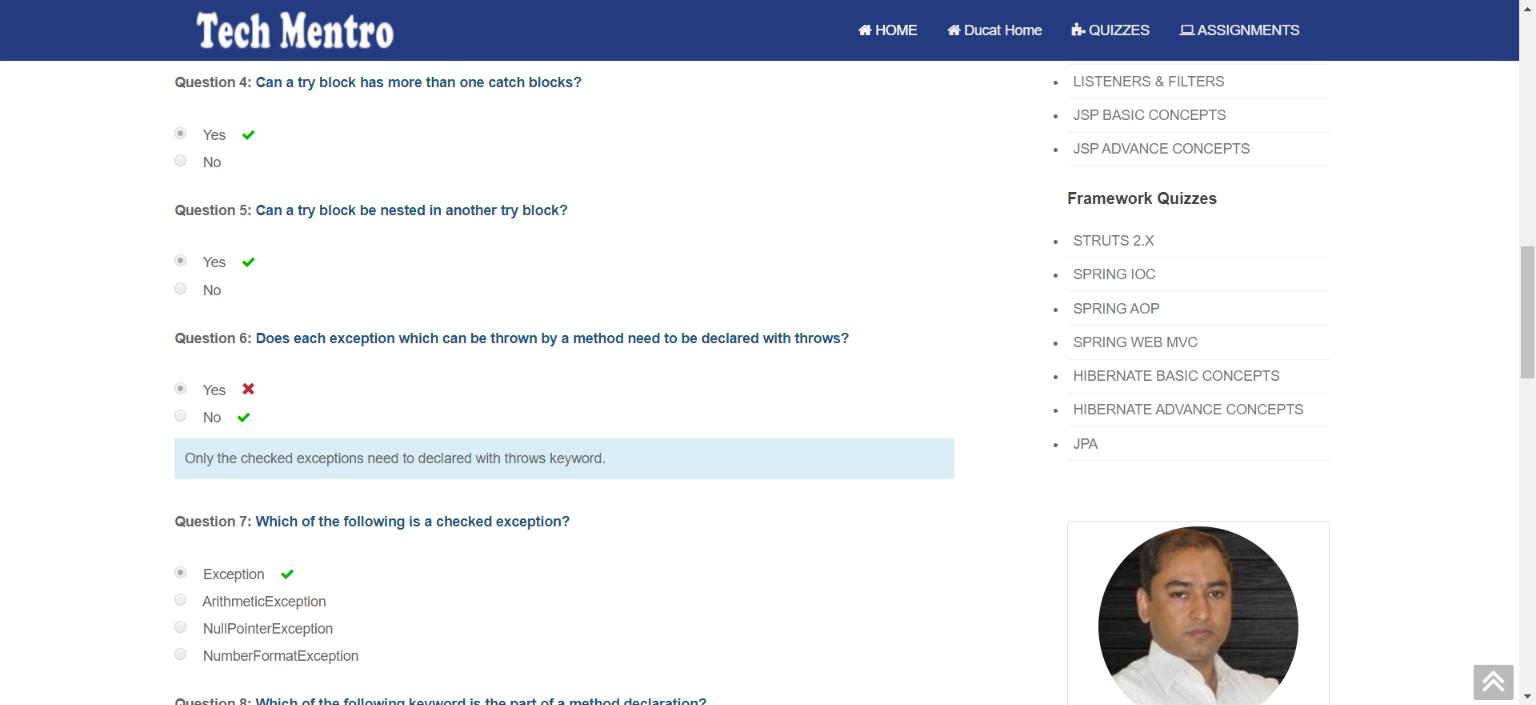 Tech Mentro
HOME
Ducat Home
QUIZZES
ASSIGNMENTS
Question 4: Can a try block has more than one catch blocks?
Yes
No
Question 5: Can a try block be nested in another try block?
Yes
No
Question 6: Does each exception which can be thrown by a method need to be declared with throws?
Yes
No
Only the checked exceptions need to declared with throws keyword.
Question 7: Which of the following is a checked exception?
Exception
ArithmeticException
NullPointerException
NumberFormatException
Question 8: Which of the following keyword is the part of a method declaration?
LISTENERS & FILTERS
JSP BASIC CONCEPTS
JSP ADVANCE CONCEPTS
Framework Quizzes
STRUTS 2.X
SPRING IOC
SPRING AOP
SPRING WEB MVC
HIBERNATE BASIC CONCEPTS
HIBERNATE ADVANCE CONCEPTS
JPA